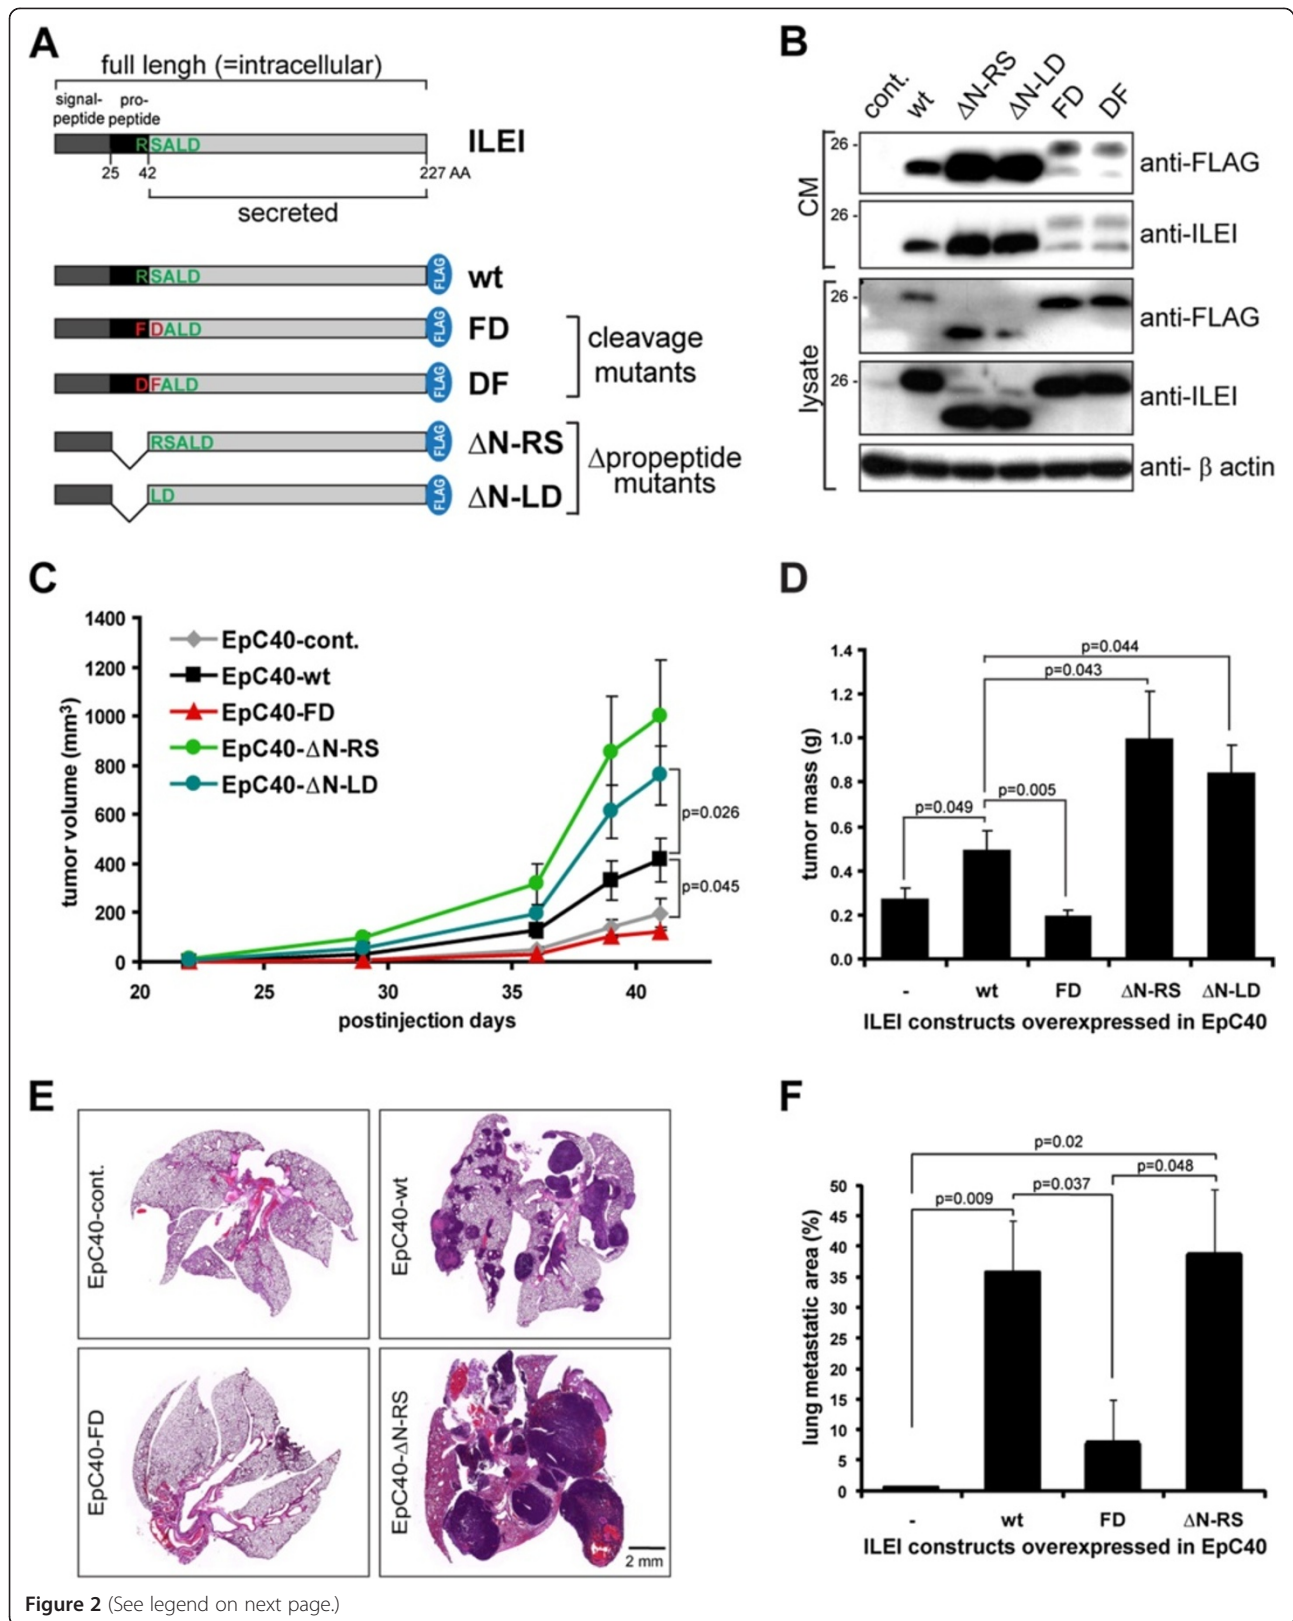 A
full lengh (=intracellular)
signal-
peptide
pro-
peptide
RSALD
ILEI
25 42 227 AA
secreted
RSALD FLAG wt
FDALD FLAG FD
DFALD FLAG DF
cleavage
mutants
RSALD FLAG ΔN-RS
LD FLAG ΔN-LD
Δpropeptide
mutants
B
cont. wt ΔN-RS ΔN-LD FD DF
CM
26 - anti-FLAG
26 - anti-ILEI
lysate
26 - anti-FLAG
26 - anti-ILEI
anti- β actin
C
tumor volume (mm³)
1400
1200
1000
800
600
400
200
0
EpC40-cont.
EpC40-wt
EpC40-FD
EpC40-ΔN-RS
EpC40-ΔN-LD
p=0.026
p=0.045
20 25 30 35 40
postinjection days
D
tumor mass (g)
1.4
1.2
1.0
0.8
0.6
0.4
0.2
0.0
p=0.044
p=0.043
p=0.005
p=0.049
- wt FD ΔN-RS ΔN-LD
ILEI constructs overexpressed in EpC40
E
EpC40-cont.
EpC40-wt
EpC40-FD
EpC40-ΔN-RS
2 mm
F
lung metastatic area (%)
50
45
40
35
30
25
20
15
10
5
0
p=0.02
p=0.048
p=0.037
p=0.009
- wt FD ΔN-RS
ILEI constructs overexpressed in EpC40
Figure 2 (See legend on next page.)